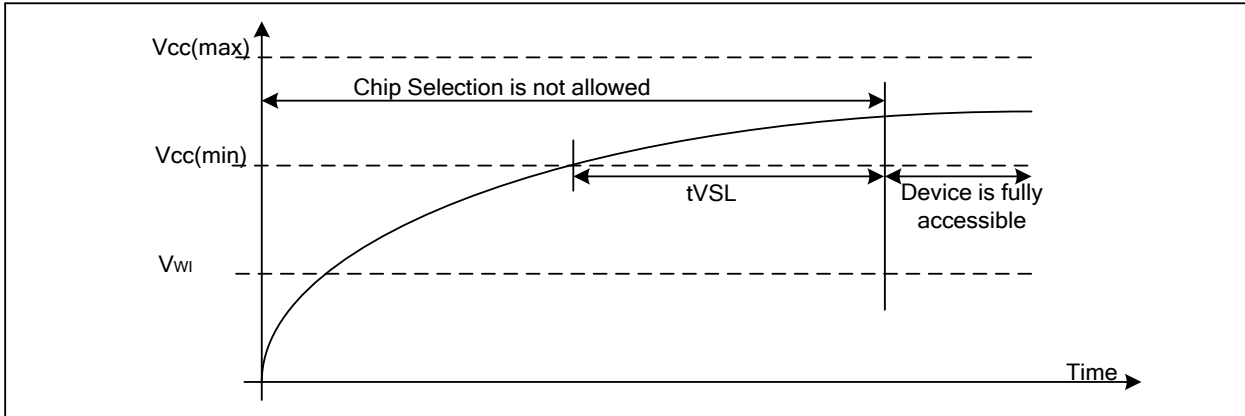 Vcc(max)
Chip Selection is not allowed
Vcc(min)
tVSL
Device is fully
accessible
VWI
Time